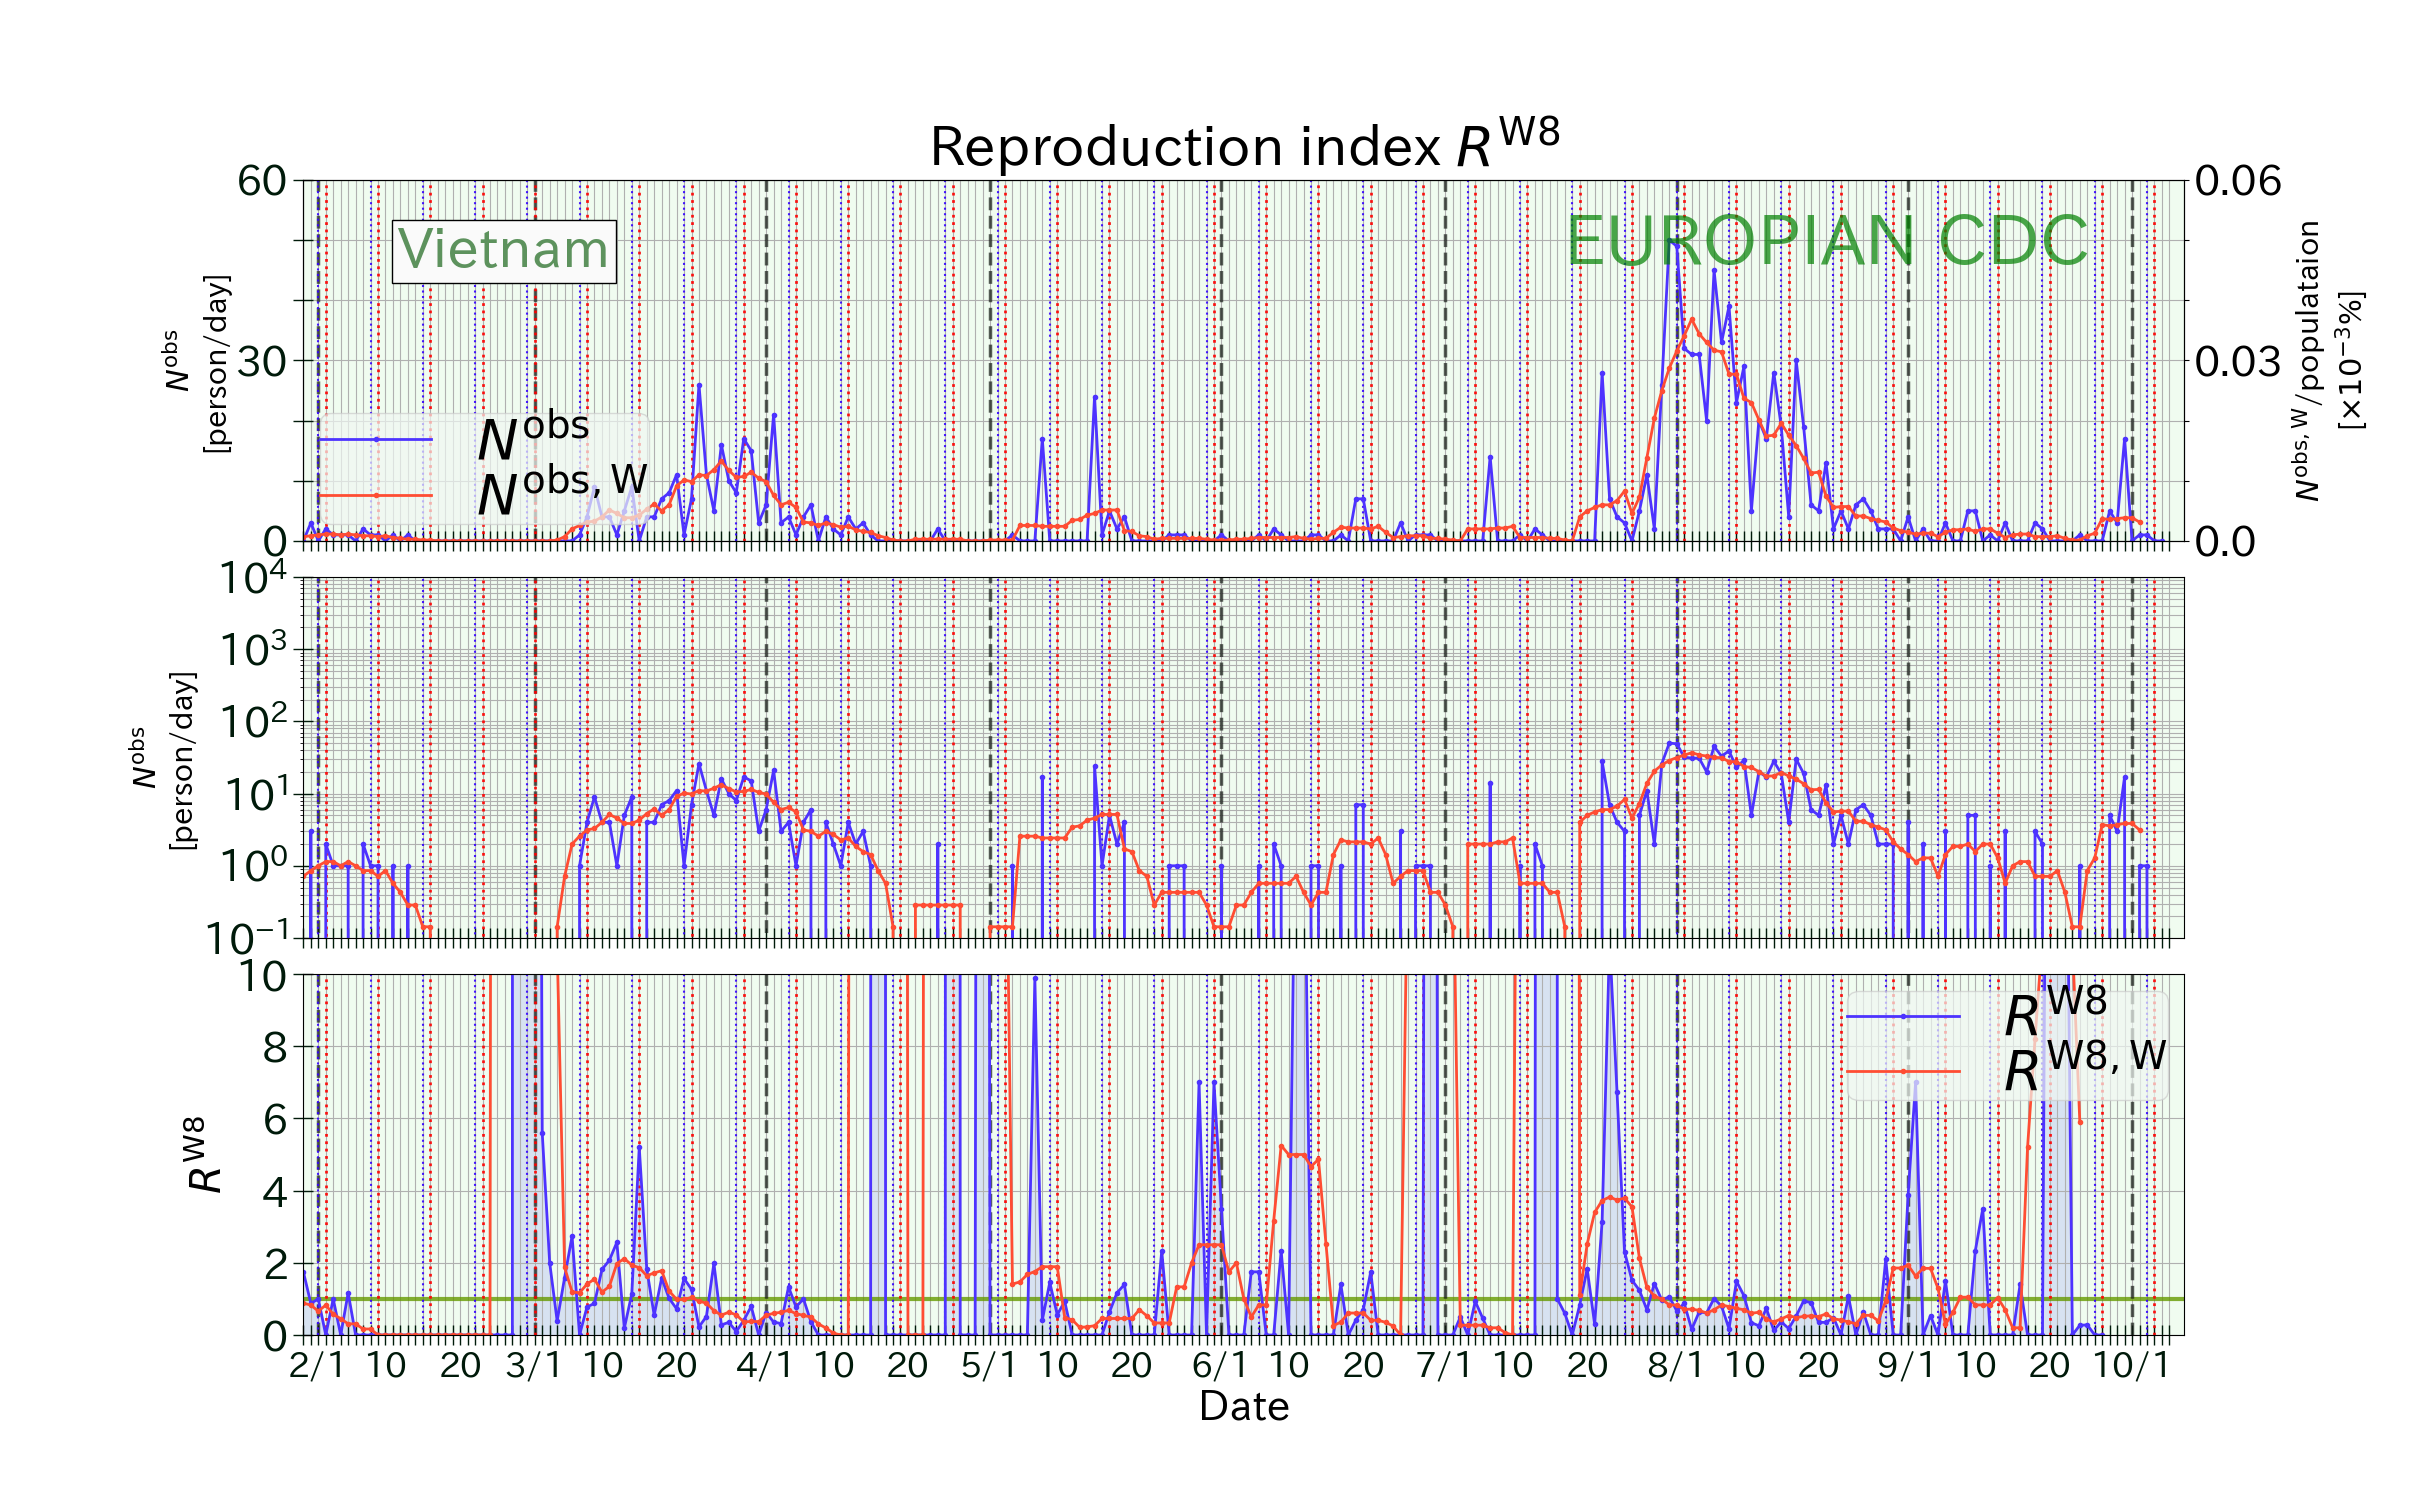 Reproduction index R^W8
60
0.06
Vietnam
EUROPIAN CDC
N^obs
[person/day]
30
0.03
N^obs, W/populataion
[×10^−3%]
N^obs
N^obs, W
0
0.0
10^4
10^3
10^2
10^1
10^0
10^−1
N^obs
[person/day]
10
8
6
4
2
0
R^W8
R^W8
R^W8, W
2/1 10 20 3/1 10 20 4/1 10 20 5/1 10 20 6/1 10 20 7/1 10 20 8/1 10 20 9/1 10 20 10/1
Date